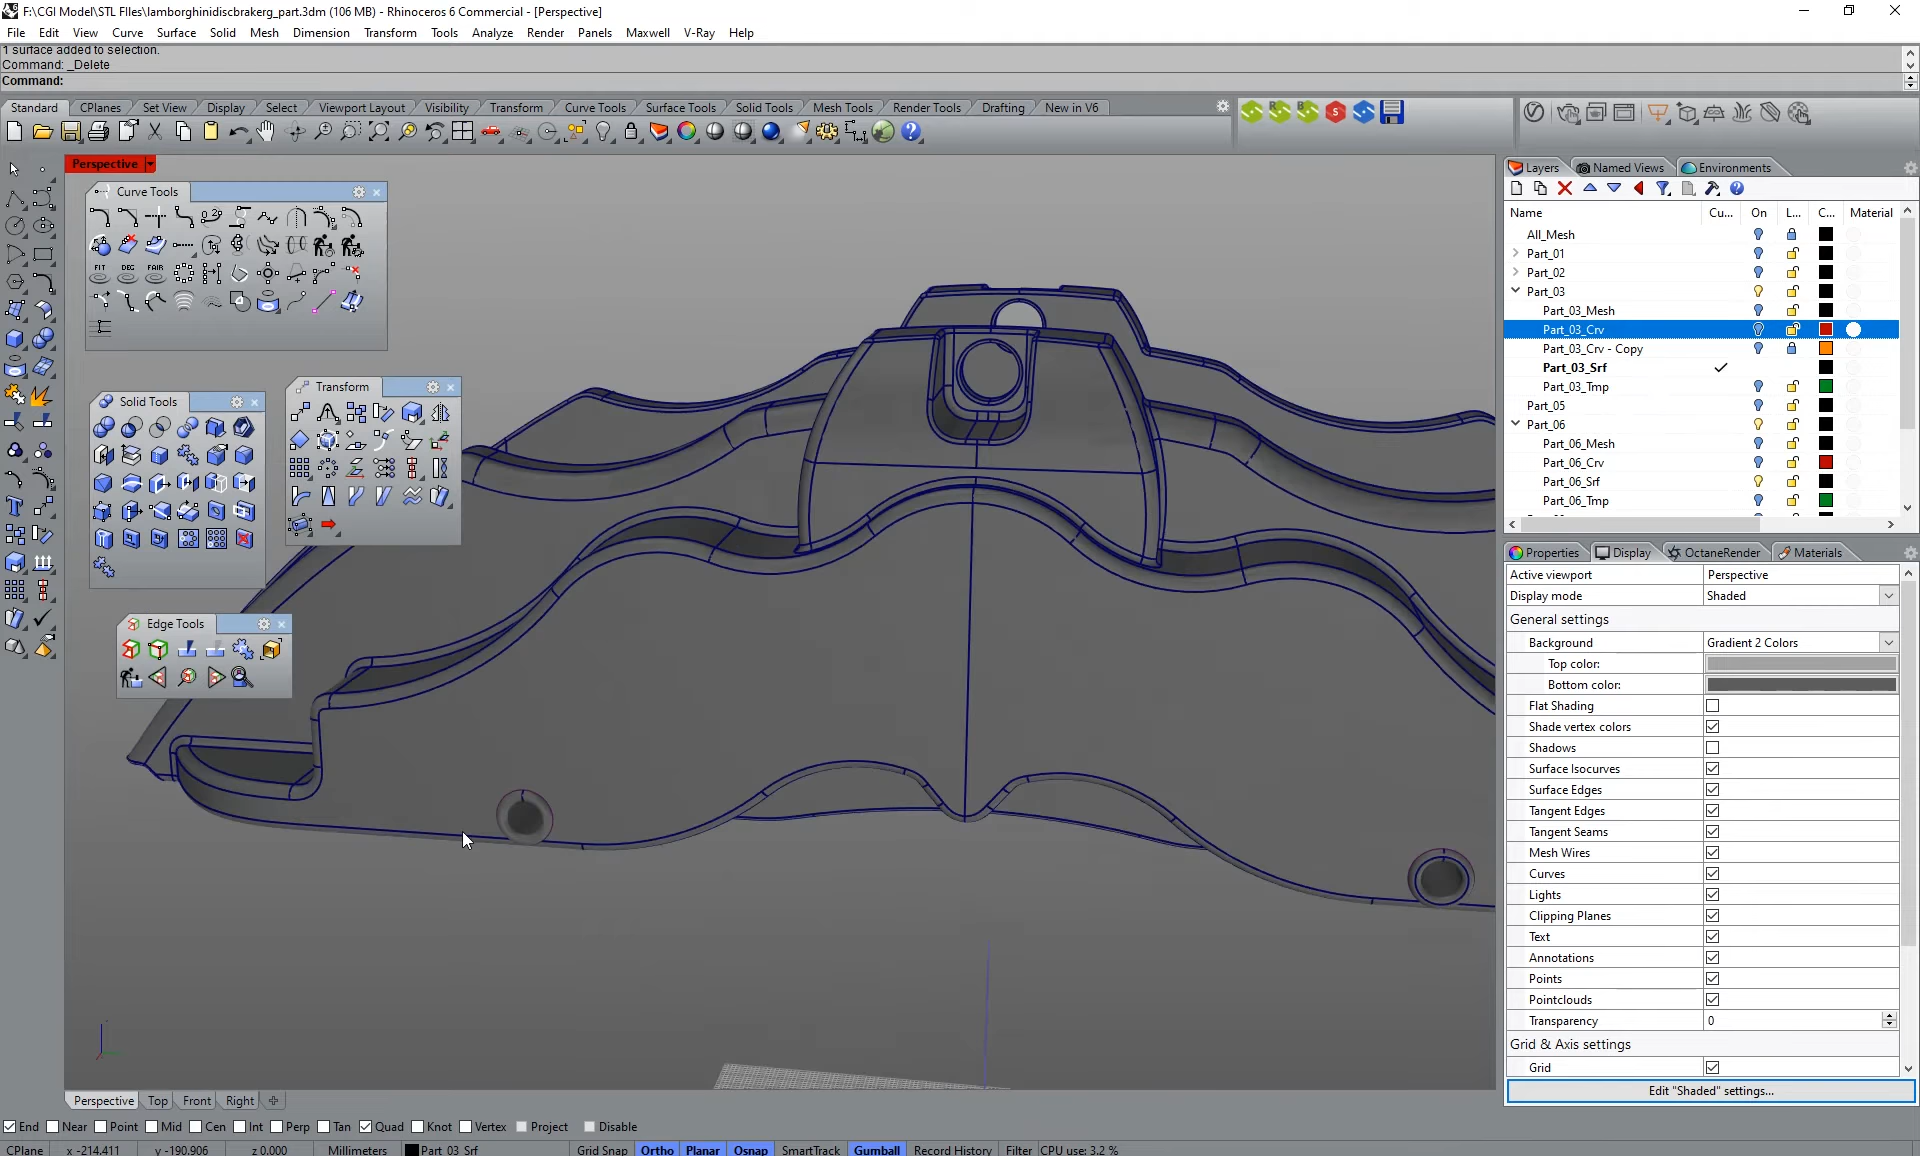 F:\CGI Model\STL FIles\lamborghinidiscbrakerg_part.3dm (106 MB) - Rhinoceros 6 Commercial - [Perspective]
File Edit View Curve Surface Solid Mesh Dimension Transform Tools Analyze Render Panels Maxwell V-Ray Help
1 surface added to selection.
Command: _Delete
Command:
Standard CPlanes Set View Display Select Viewport Layout Visibility Transform Curve Tools Surface Tools Solid Tools Mesh Tools Render Tools Drafting New in V6
Perspective
Curve Tools
FIT DEG FAIR
Transform
Solid Tools
Edge Tools
Layers Named Views Environments
Name Cu... On L... C... Material
All_Mesh
Part_01
Part_02
Part_03
Part_03_Mesh
Part_03_Crv
Part_03_Crv - Copy
Part_03_Srf
Part_03_Tmp
Part_05
Part_06
Part_06_Mesh
Part_06_Crv
Part_06_Srf
Part_06_Tmp
Properties Display OctaneRender Materials
Active viewport Perspective
Display mode Shaded
General settings
Background Gradient 2 Colors
Top color:
Bottom color:
Flat Shading
Shade vertex colors
Shadows
Surface Isocurves
Surface Edges
Tangent Edges
Tangent Seams
Mesh Wires
Curves
Lights
Clipping Planes
Text
Annotations
Points
Pointclouds
Transparency 0
Grid & Axis settings
Grid
Edit "Shaded" settings...
Perspective Top Front Right
End Near Point Mid Cen Int Perp Tan Quad Knot Vertex Project Disable
CPlane x -214.411 y -190.906 z 0.000 Millimeters Part_03_Srf Grid Snap Ortho Planar Osnap SmartTrack Gumball Record History Filter CPU use: 3.2 %